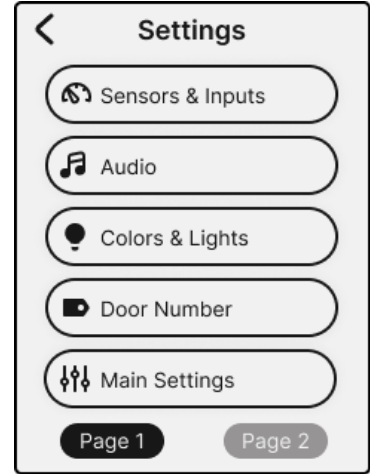 Settings
Sensors & Inputs
Audio
Colors & Lights
Door Number
Main Settings
Page 1 Page 2